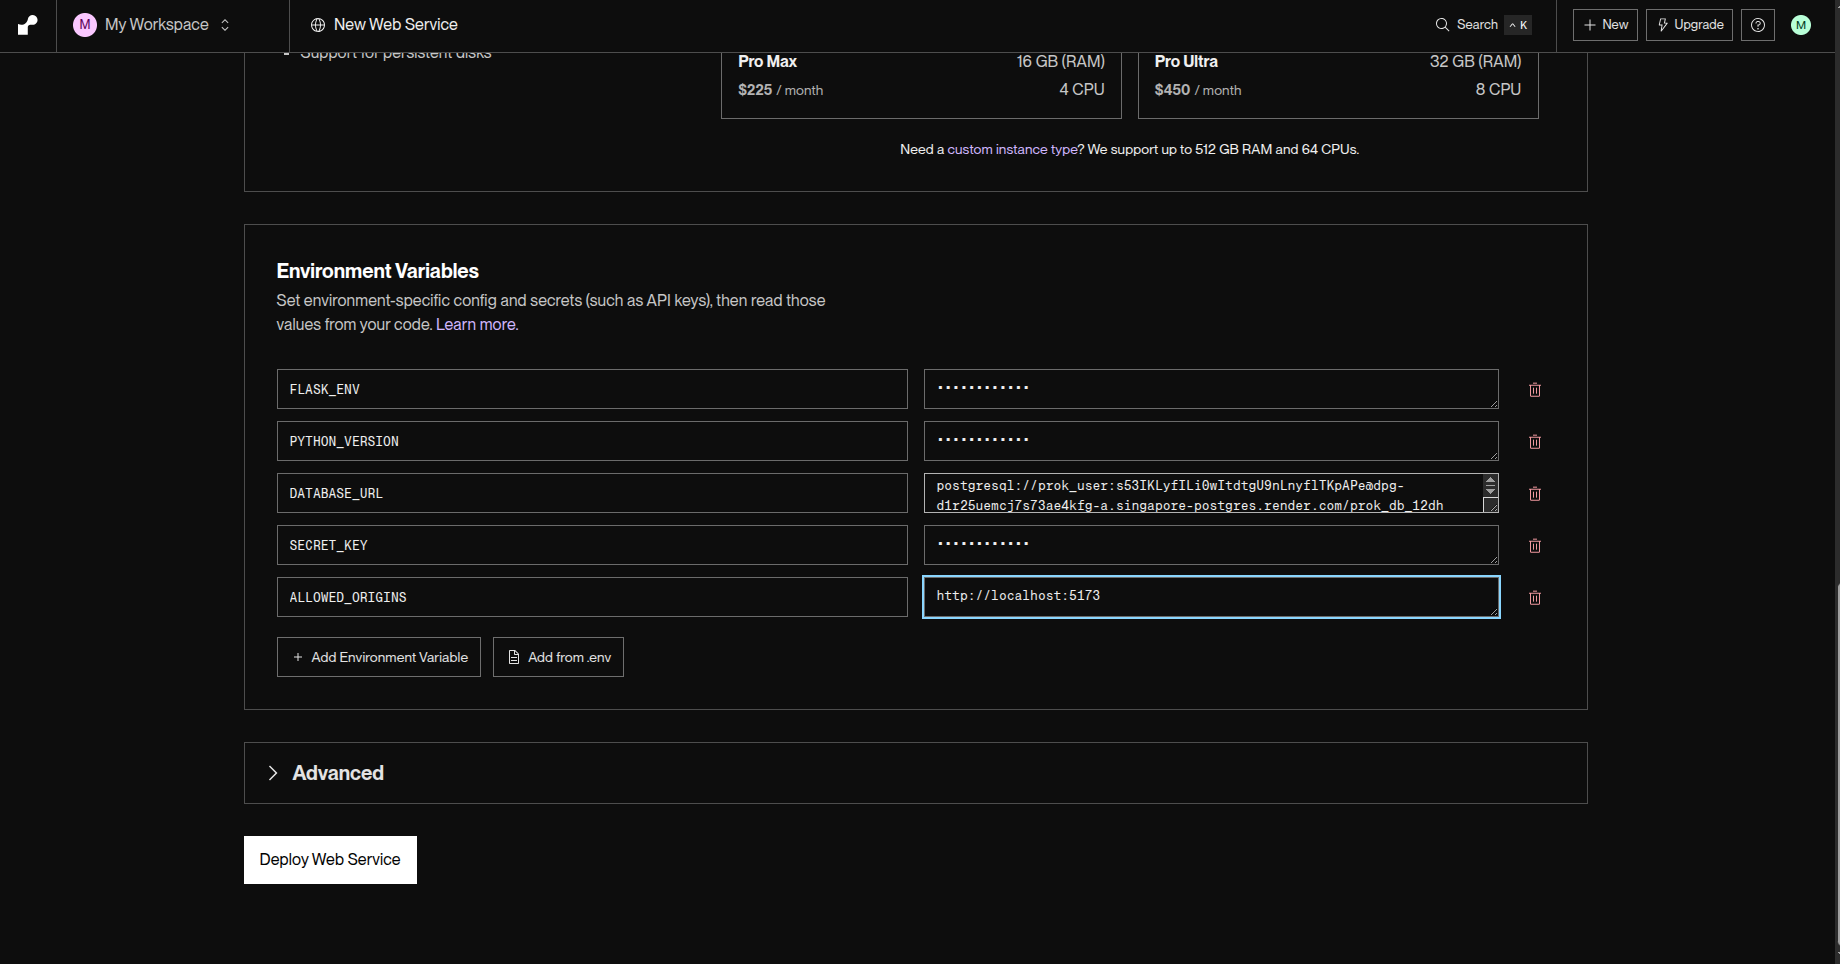 M My Workspace
New Web Service
Search ^ K
+ New
Upgrade
M
Support for persistent disks
Pro Max 16 GB (RAM)
$225 / month 4 CPU
Pro Ultra 32 GB (RAM)
$450 / month 8 CPU
Need a custom instance type? We support up to 512 GB RAM and 64 CPUs.
Environment Variables
Set environment-specific config and secrets (such as API keys), then read those
values from your code. Learn more.
FLASK_ENV ••••••••••••
PYTHON_VERSION ••••••••••••
DATABASE_URL postgresql://prok_user:s53IKLyfILi0wItdtgU9nLnyflTKpAPe@dpg-
d1r25uemcj7s73ae4kfg-a.singapore-postgres.render.com/prok_db_12dh
SECRET_KEY ••••••••••••
ALLOWED_ORIGINS http://localhost:5173
+ Add Environment Variable
Add from .env
Advanced
Deploy Web Service